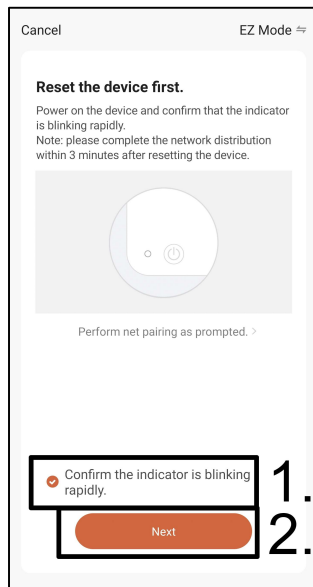 Cancel
EZ Mode
Reset the device first.
Power on the device and confirm that the indicator
is blinking rapidly.
Note: please complete the network distribution
within 3 minutes after resetting the device.
Perform net pairing as prompted.
Confirm the indicator is blinking
rapidly.
1.
Next
2.